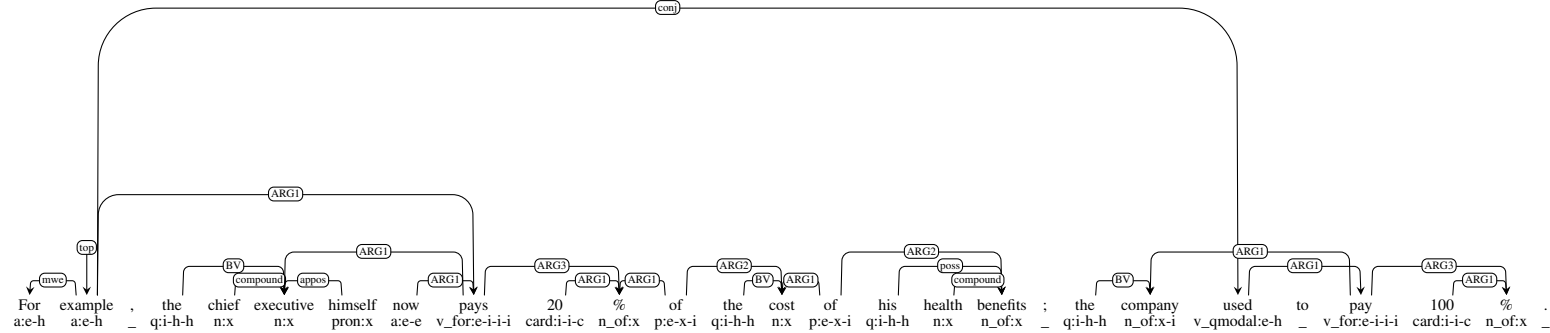 conj
ARG1
top ARG1 ARG2 ARG1
mwe BV compound appos ARG1 ARG3 ARG1 ARG1 ARG2 BV ARG1 poss compound BV ARG1 ARG3 ARG1
For example , the chief executive himself now pays 20 % of the cost of his health benefits ; the company used to pay 100 % .
a:e-h a:e-h _ q:i-h-h n:x n:x pron:x a:e-e v_for:e-i-i-i card:i-i-c n_of:x p:e-x-i q:i-h-h n:x p:e-x-i q:i-h-h n:x n_of:x _ q:i-h-h n_of:x-i v_qmodal:e-h _ v_for:e-i-i-i card:i-i-c n_of:x _